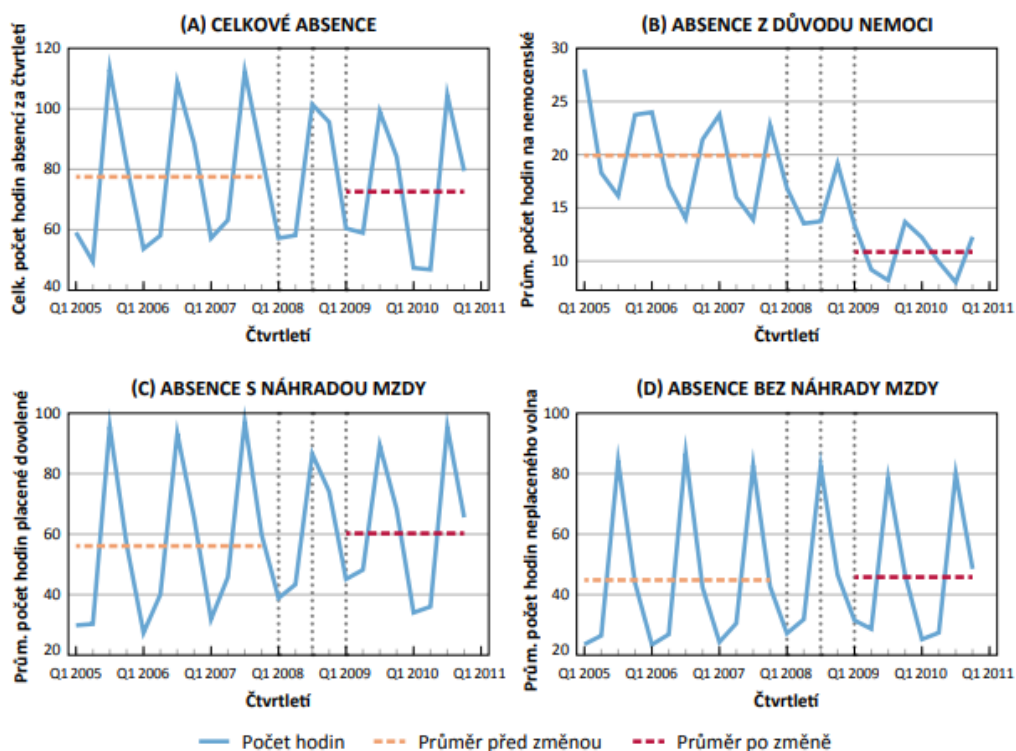 (A) CELKOVÉ ABSENCE
Celk. počet hodin absencí za čtvrtletí
120
100
80
60
40
Q1 2005 Q1 2006 Q1 2007 Q1 2008 Q1 2009 Q1 2010 Q1 2011
Čtvrtletí
(B) ABSENCE Z DŮVODU NEMOCI
Prům. počet hodin na nemocenské
30
25
20
15
10
Q1 2005 Q1 2006 Q1 2007 Q1 2008 Q1 2009 Q1 2010 Q1 2011
Čtvrtletí
(C) ABSENCE S NÁHRADOU MZDY
Prům. počet hodin placené dovolené
100
80
60
40
20
Q1 2005 Q1 2006 Q1 2007 Q1 2008 Q1 2009 Q1 2010 Q1 2011
Čtvrtletí
(D) ABSENCE BEZ NÁHRADY MZDY
Prům. počet hodin neplaceného volna
100
80
60
40
20
Q1 2005 Q1 2006 Q1 2007 Q1 2008 Q1 2009 Q1 2010 Q1 2011
Čtvrtletí
Počet hodin Průměr před změnou Průměr po změně